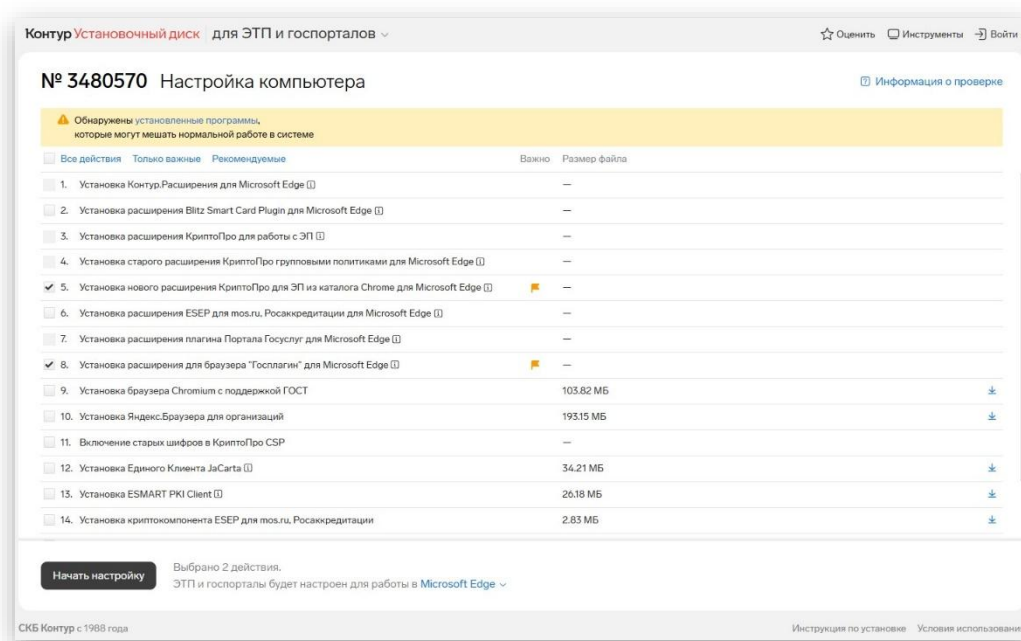 Контур Установочный диск для ЭТП и госпорталов
Оценить Инструменты Войти
№ 3480570 Настройка компьютера
Информация о проверке
Обнаружены установленные программы,
которые могут мешать нормальной работе в системе
Все действия Только важные Рекомендуемые Важно Размер файла
1. Установка Контур.Расширения для Microsoft Edge —
2. Установка расширения Blitz Smart Card Plugin для Microsoft Edge —
3. Установка расширения КриптоПро для работы с ЭП —
4. Установка старого расширения КриптоПро групповыми политиками для Microsoft Edge —
5. Установка нового расширения КриптоПро для ЭП из каталога Chrome для Microsoft Edge —
6. Установка расширения ESEP для mos.ru, Росаккредитации для Microsoft Edge —
7. Установка расширения плагина Портала Госуслуг для Microsoft Edge —
8. Установка расширения для браузера "Госплагин" для Microsoft Edge —
9. Установка браузера Chromium с поддержкой ГОСТ 103.82 МБ
10. Установка Яндекс.Браузера для организаций 193.15 МБ
11. Включение старых шифров в КриптоПро CSP —
12. Установка Единого Клиента JaCarta 34.21 МБ
13. Установка ESMART PKI Client 26.18 МБ
14. Установка криптокомпонента ESEP для mos.ru, Росаккредитации 2.83 МБ
Начать настройку
Выбрано 2 действия.
ЭТП и госпорталы будет настроен для работы в Microsoft Edge
СКБ Контур с 1988 года
Инструкция по установке Условия использовани